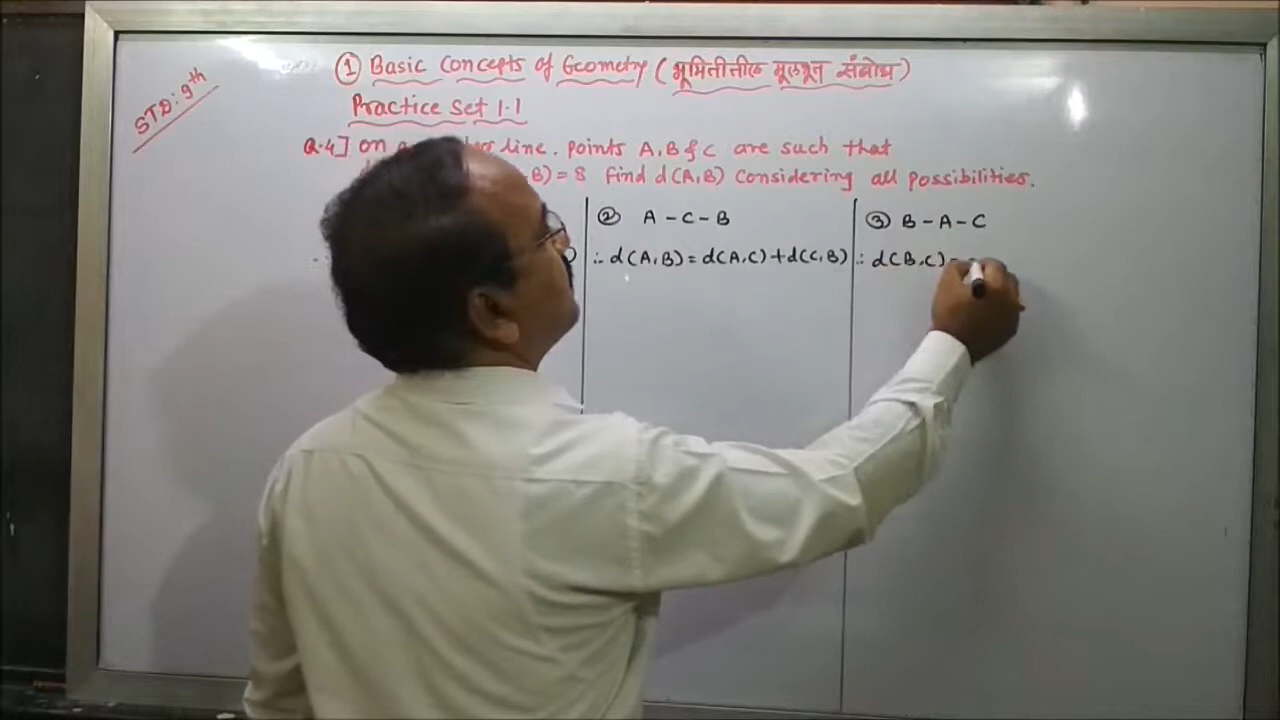 STD: 9th
① Basic Concepts of Geometry (भूमितीतील मूलभूत संबोध)
Practice Set 1.1
Q.4] On a line. points A, B & C are such that
B) = 8 find d(A,B) considering all possibilities.
② A - C - B
③ B - A - C
∴ d(A,B) = d(A,C) + d(C,B)
∴ d(B,C) =